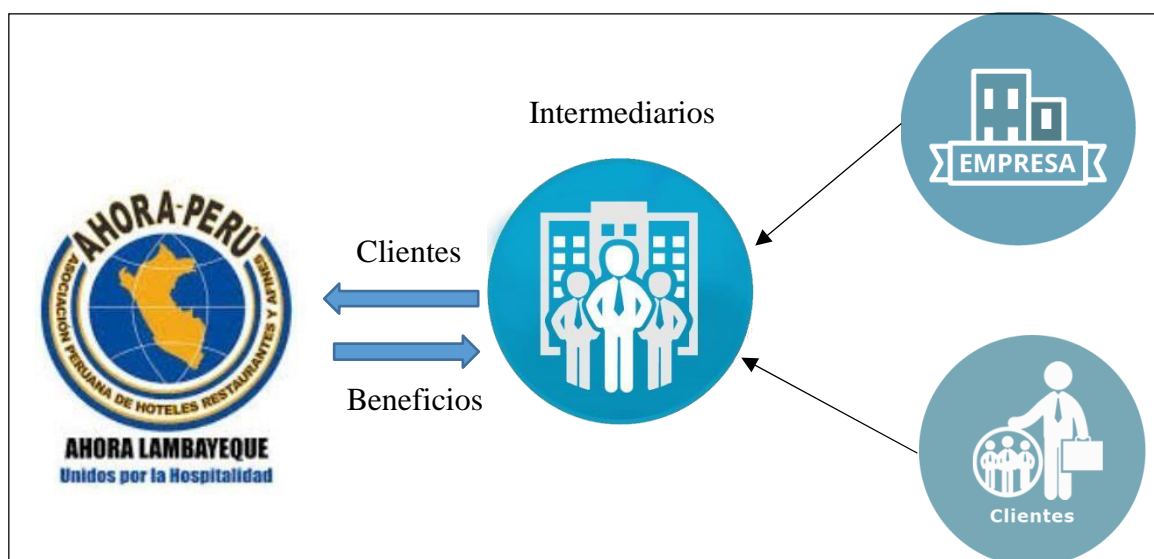 Intermediarios
EMPRESA
AHORA-PERÚ
ASOCIACIÓN PERUANA DE HOTELES RESTAURANTES Y AFINES
Clientes
Beneficios
AHORA LAMBAYEQUE
Unidos por la Hospitalidad
Clientes